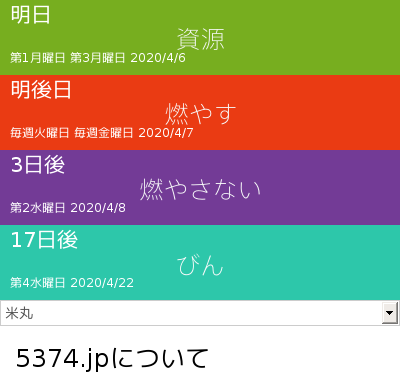 明日
資源
第1月曜日 第3月曜日 2020/4/6
明後日
燃やす
毎週火曜日 毎週金曜日 2020/4/7
3日後
燃やさない
第2水曜日 2020/4/8
17日後
びん
第4水曜日 2020/4/22
米丸
5374.jpについて